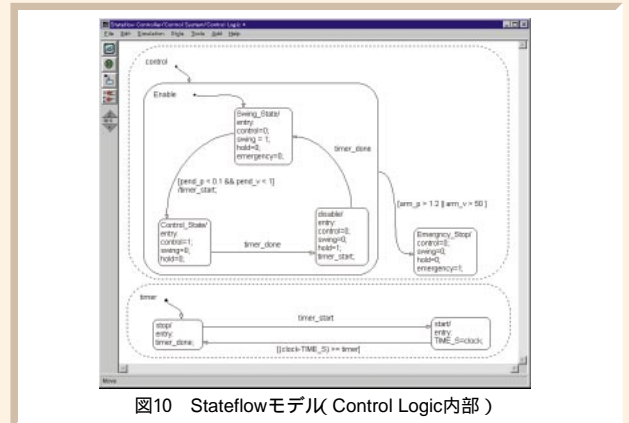 Stateflow Controller/Control System/Control Logic *
File Edit Simulation Style Tools Add Help
control
Enable
Swing_State/
entry:
control=0;
swing = 1;
hold=0;
emergency=0;
timer_done
[pend_p < 0.1 && pend_v < 1]
/timer_start;
[arm_p > 1.2 || arm_v > 50 ]
Control_State/
entry:
control=1;
swing=0;
hold=0;
timer_done
disable/
entry:
control=0;
swing=0;
hold=1;
timer_start;
Emergncy_Stop/
control=0;
swing=0;
hold=0;
emergency=1;
timer
timer_start
stop/
entry:
timer_done;
start/
entry:
TIME_S=clock;
[(clock-TIME_S) >= timer]
Move
図10 Stateflowモデル（Control Logic内部）